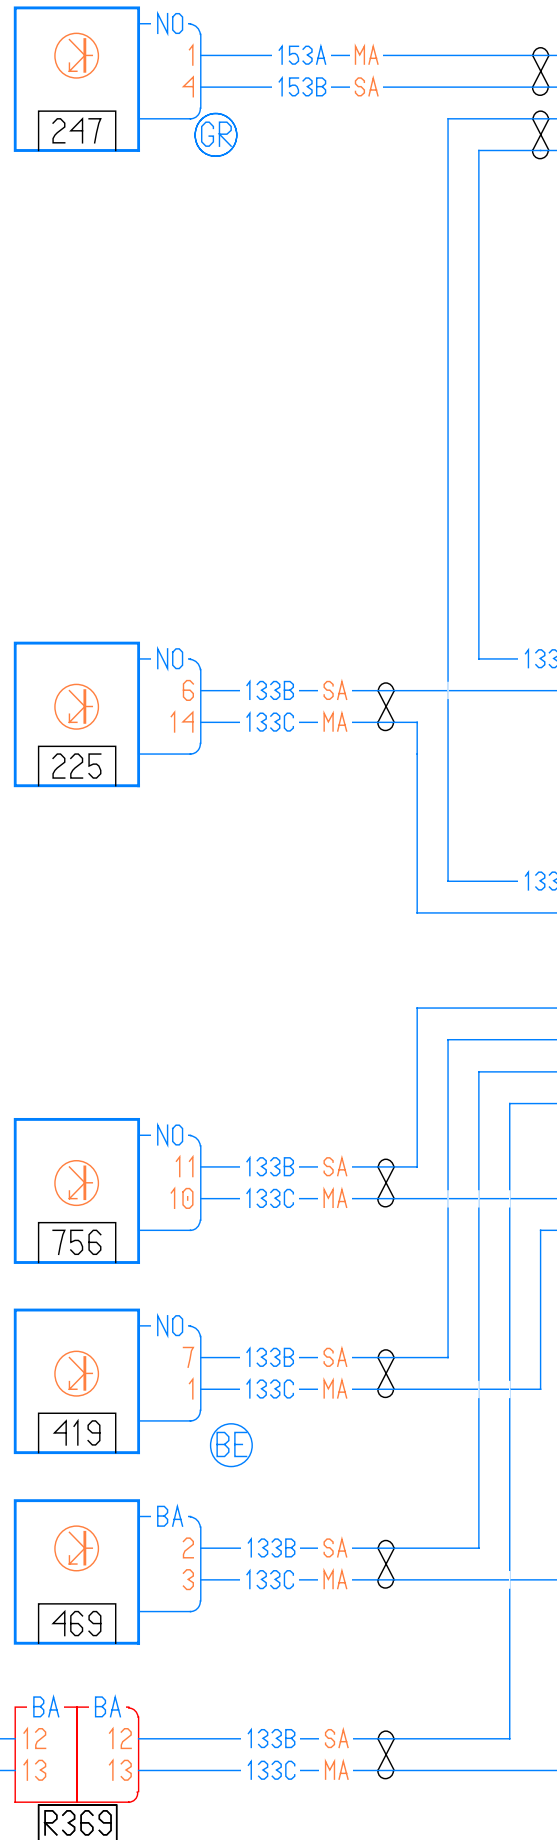 NO
1 153A MA
4 153B SA
247
GR
133
NO
6 133B SA
14 133C MA
225
133
NO
11 133B SA
10 133C MA
756
NO
7 133B SA
1 133C MA
419
BE
BA
2 133B SA
3 133C MA
469
BA BA
12 12 133B SA
13 13 133C MA
R369